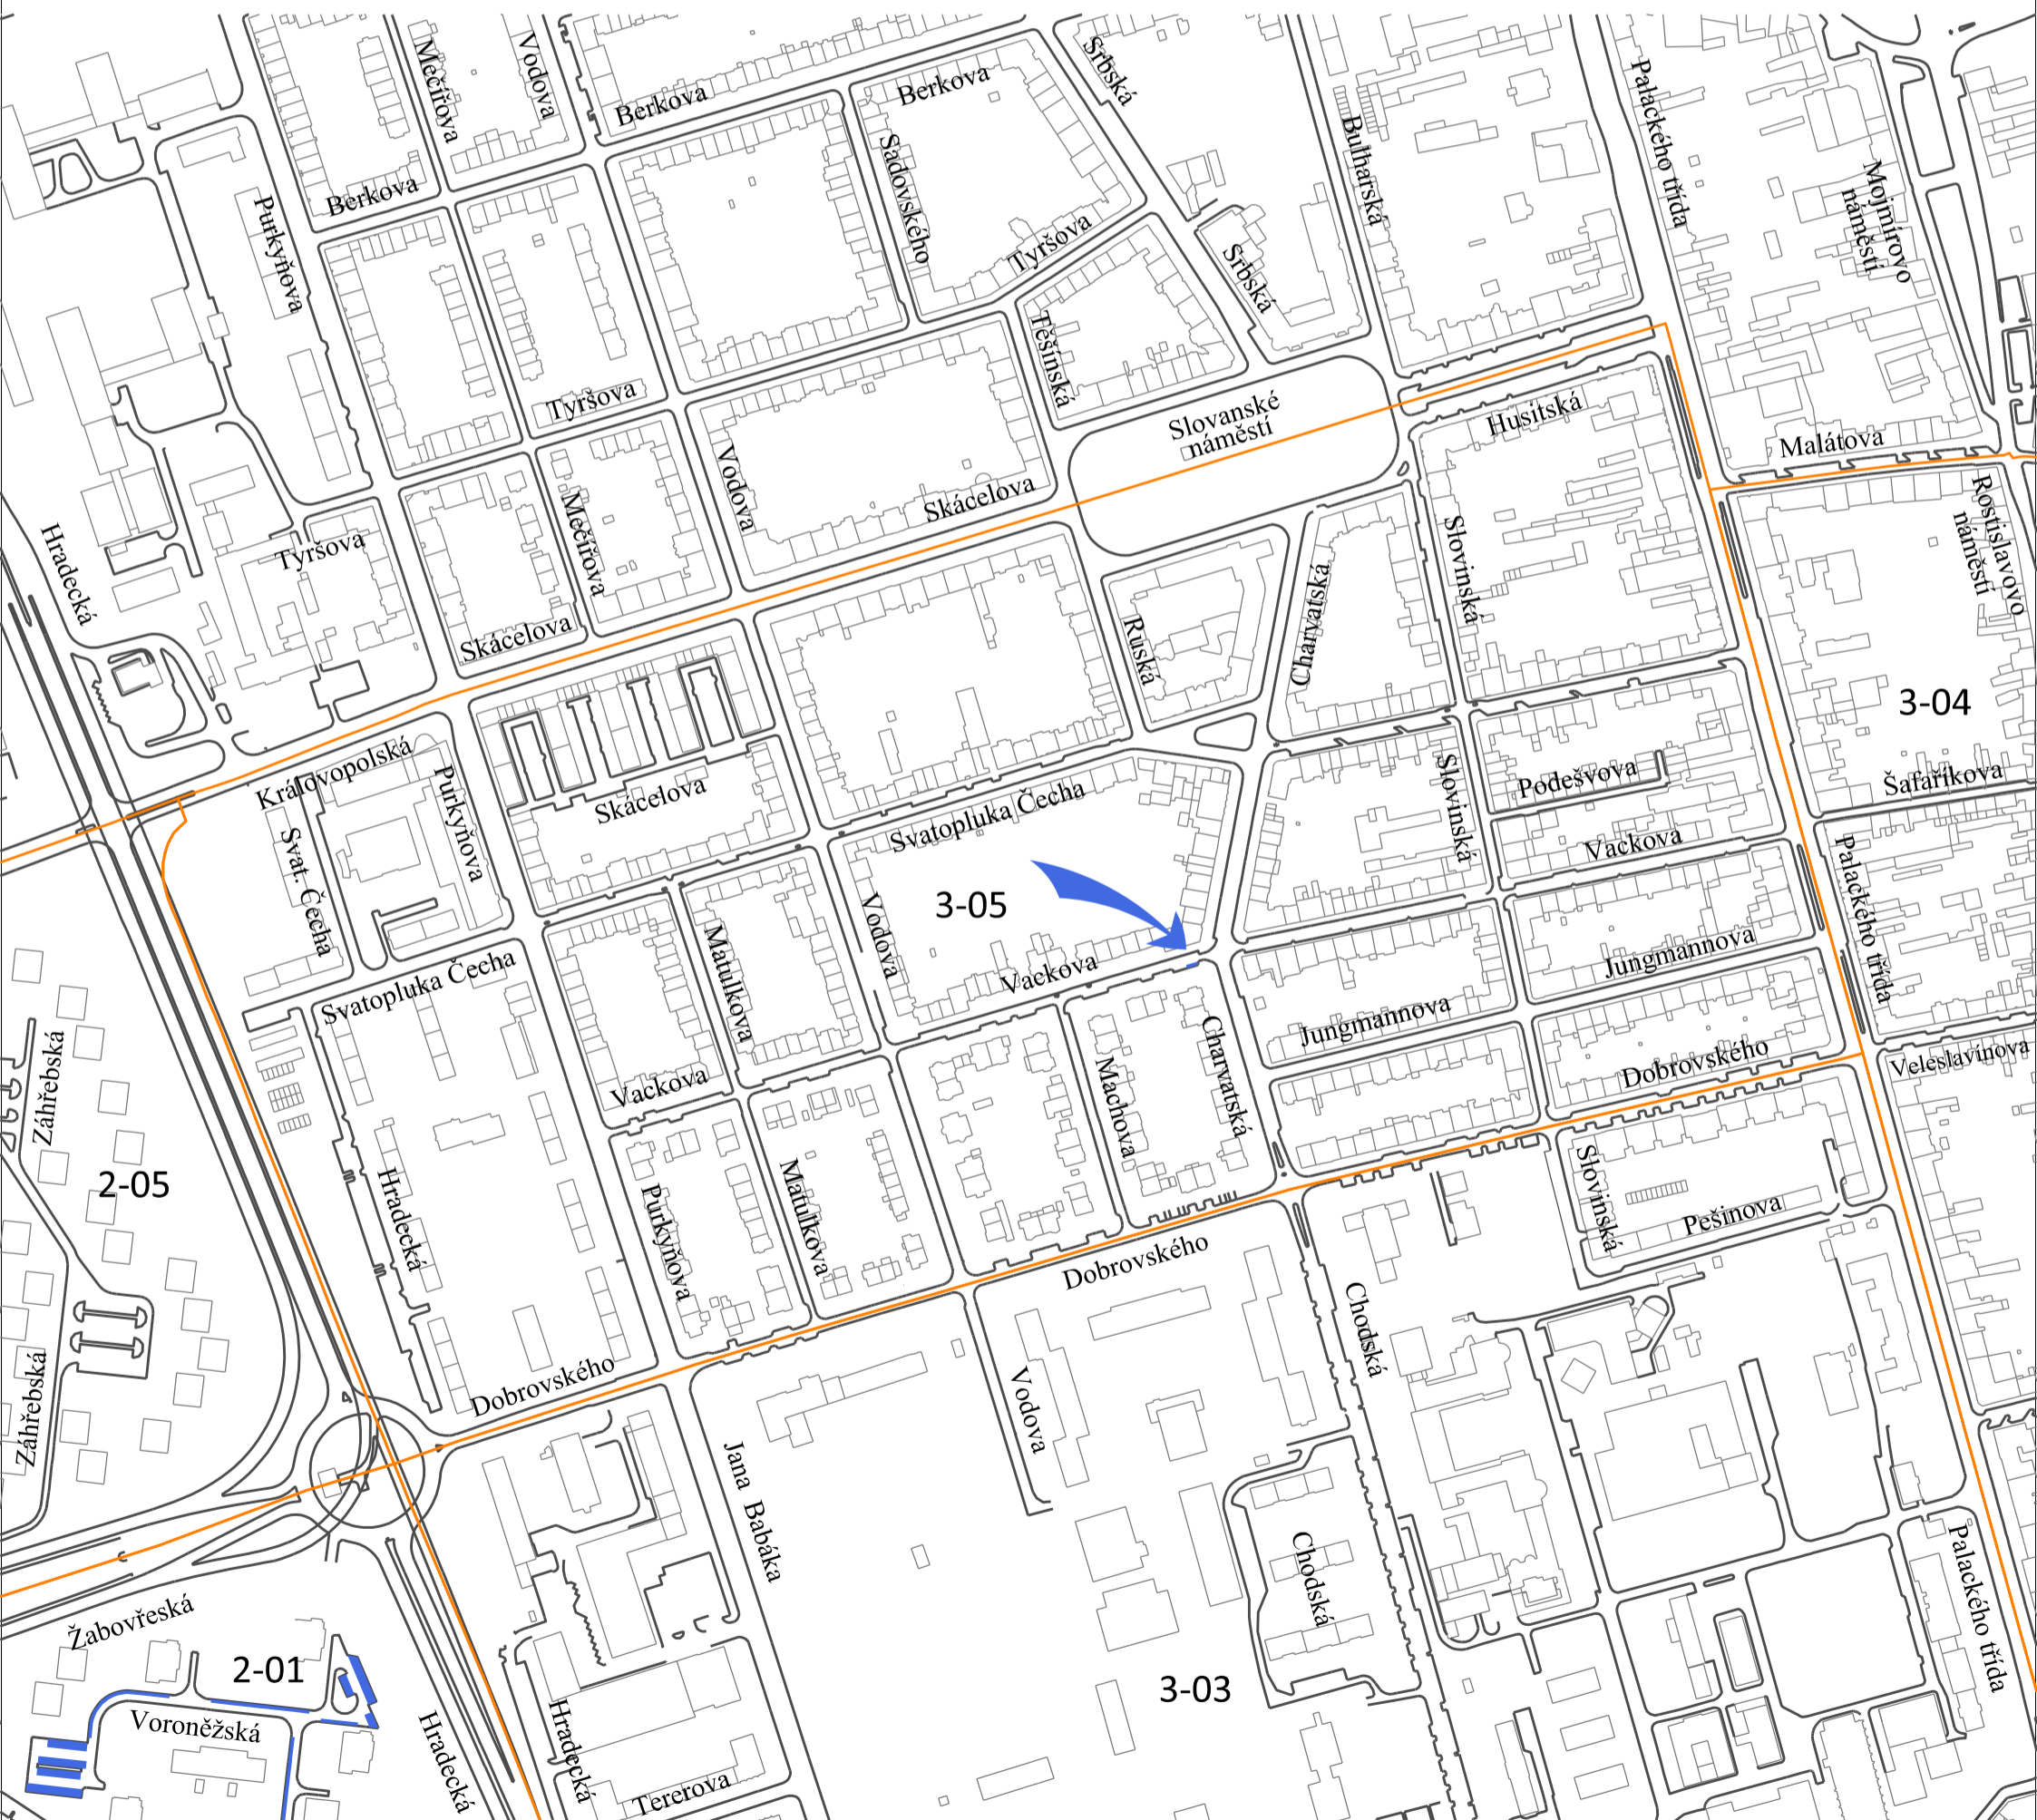 Mečířova
Vodova
Srbská
Berkova
Berkova
Palackého třída
Bulharská
Sadovského
Berkova
Mojmírovo
náměstí
Purkyňova
Tyršova
Srbská
Těšínská
Tyršova
Slovanské
náměstí
Husitská
Malátova
Vodova
Skácelova
Mečířova
Rostislavovo
náměstí
Hradecká
Tyršova
Slovinská
Charvatská
Skácelova
Ruská
3-04
Královopolská
Purkyňova
Skácelova
Podešvova
Šafaříkova
Slovinská
Svatopluka Čecha
Vackova
Svat. Čecha
Palackého třída
3-05
Vodova
Matulkova
Jungmannova
Svatopluka Čecha
Vackova
Jungmannova
Charvatská
Záhřebská
Vackova
Dobrovského
Veleslavínova
Machova
2-05
Hradecká
Purkyňova
Matulkova
Slovinská
Pešinova
Dobrovského
Chodská
Záhřebská
Dobrovského
Vodova
Jana Babáka
Chodská
Palackého třída
Žabovřeská
2-01
3-03
Voroněžská
Hradecká
Hradecká
Tererova